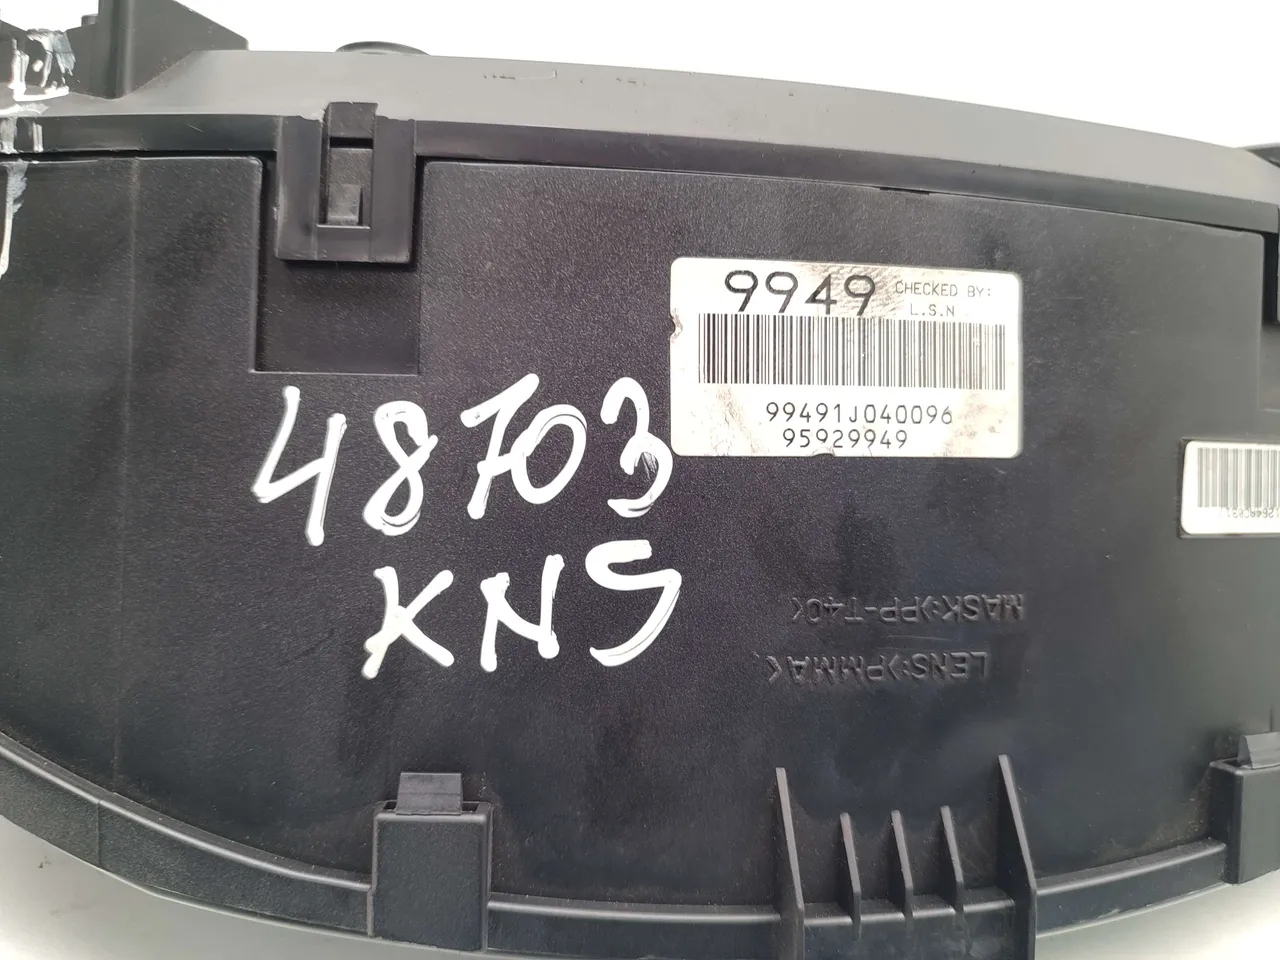 9949 CHECKED BY:
L.S.N
99491J040096
95929949
48703
KNS
MASK:>PP-T40<
LENS:>PMMA<